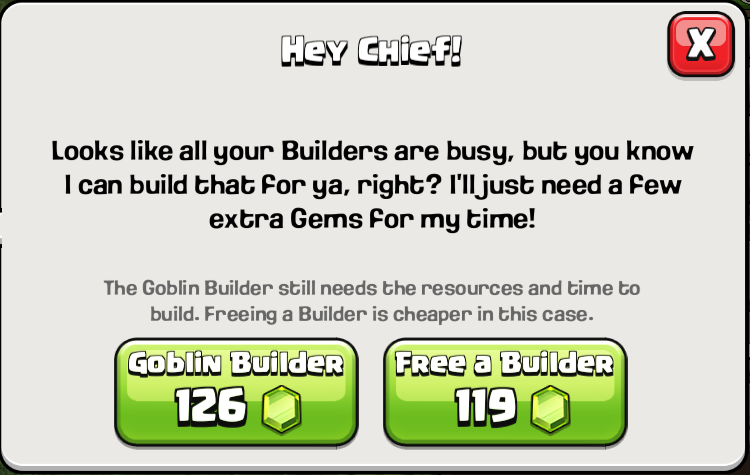 Hey Chief!
X
Looks like all your Builders are busy, but you know
I can build that for ya, right? I'll just need a few
extra Gems for my time!
The Goblin Builder still needs the resources and time to
build. Freeing a Builder is cheaper in this case.
Goblin Builder
126
Free a Builder
119